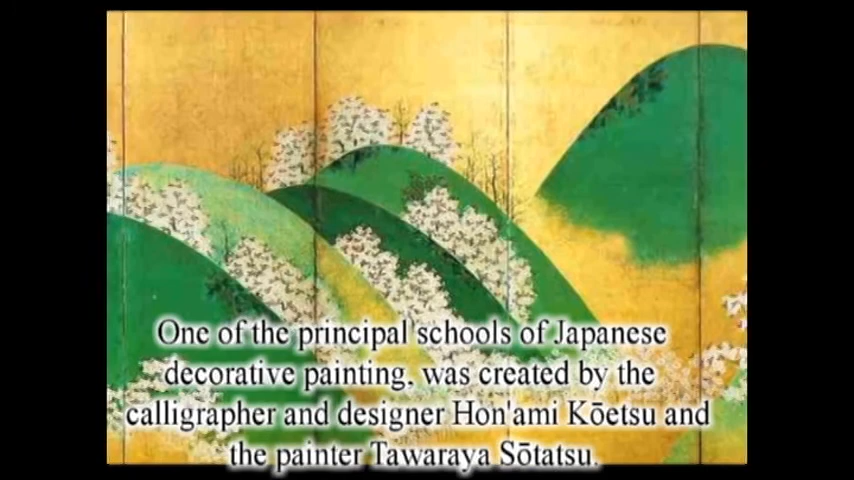 One of the principal schools of Japanese
decorative painting, was created by the
calligrapher and designer Hon'ami Kōetsu and
the painter Tawaraya Sōtatsu.